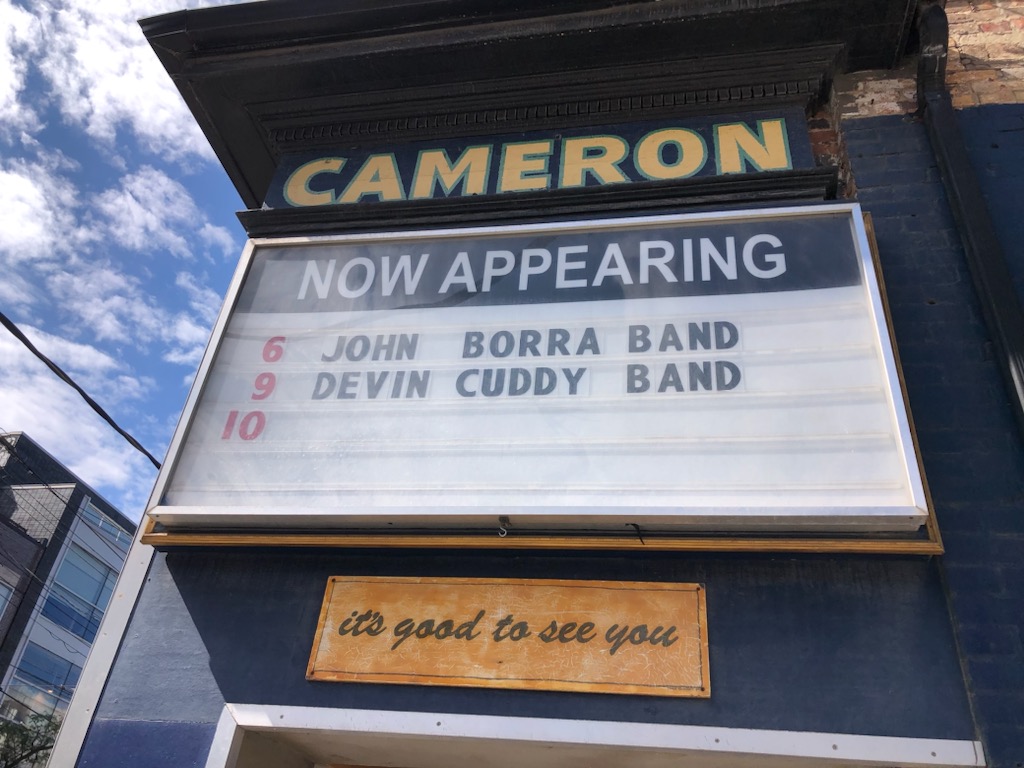 CAMERON
NOW APPEARING
6 JOHN BORRA BAND
9 DEVIN CUDDY BAND
10
it's good to see you